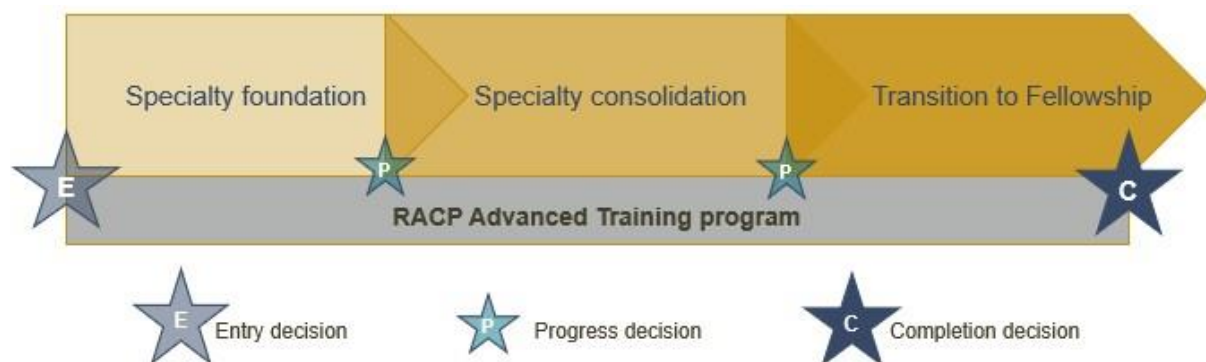 Specialty foundation
Specialty consolidation
Transition to Fellowship
E
P
P
C
RACP Advanced Training program
E
Entry decision
P
Progress decision
C
Completion decision